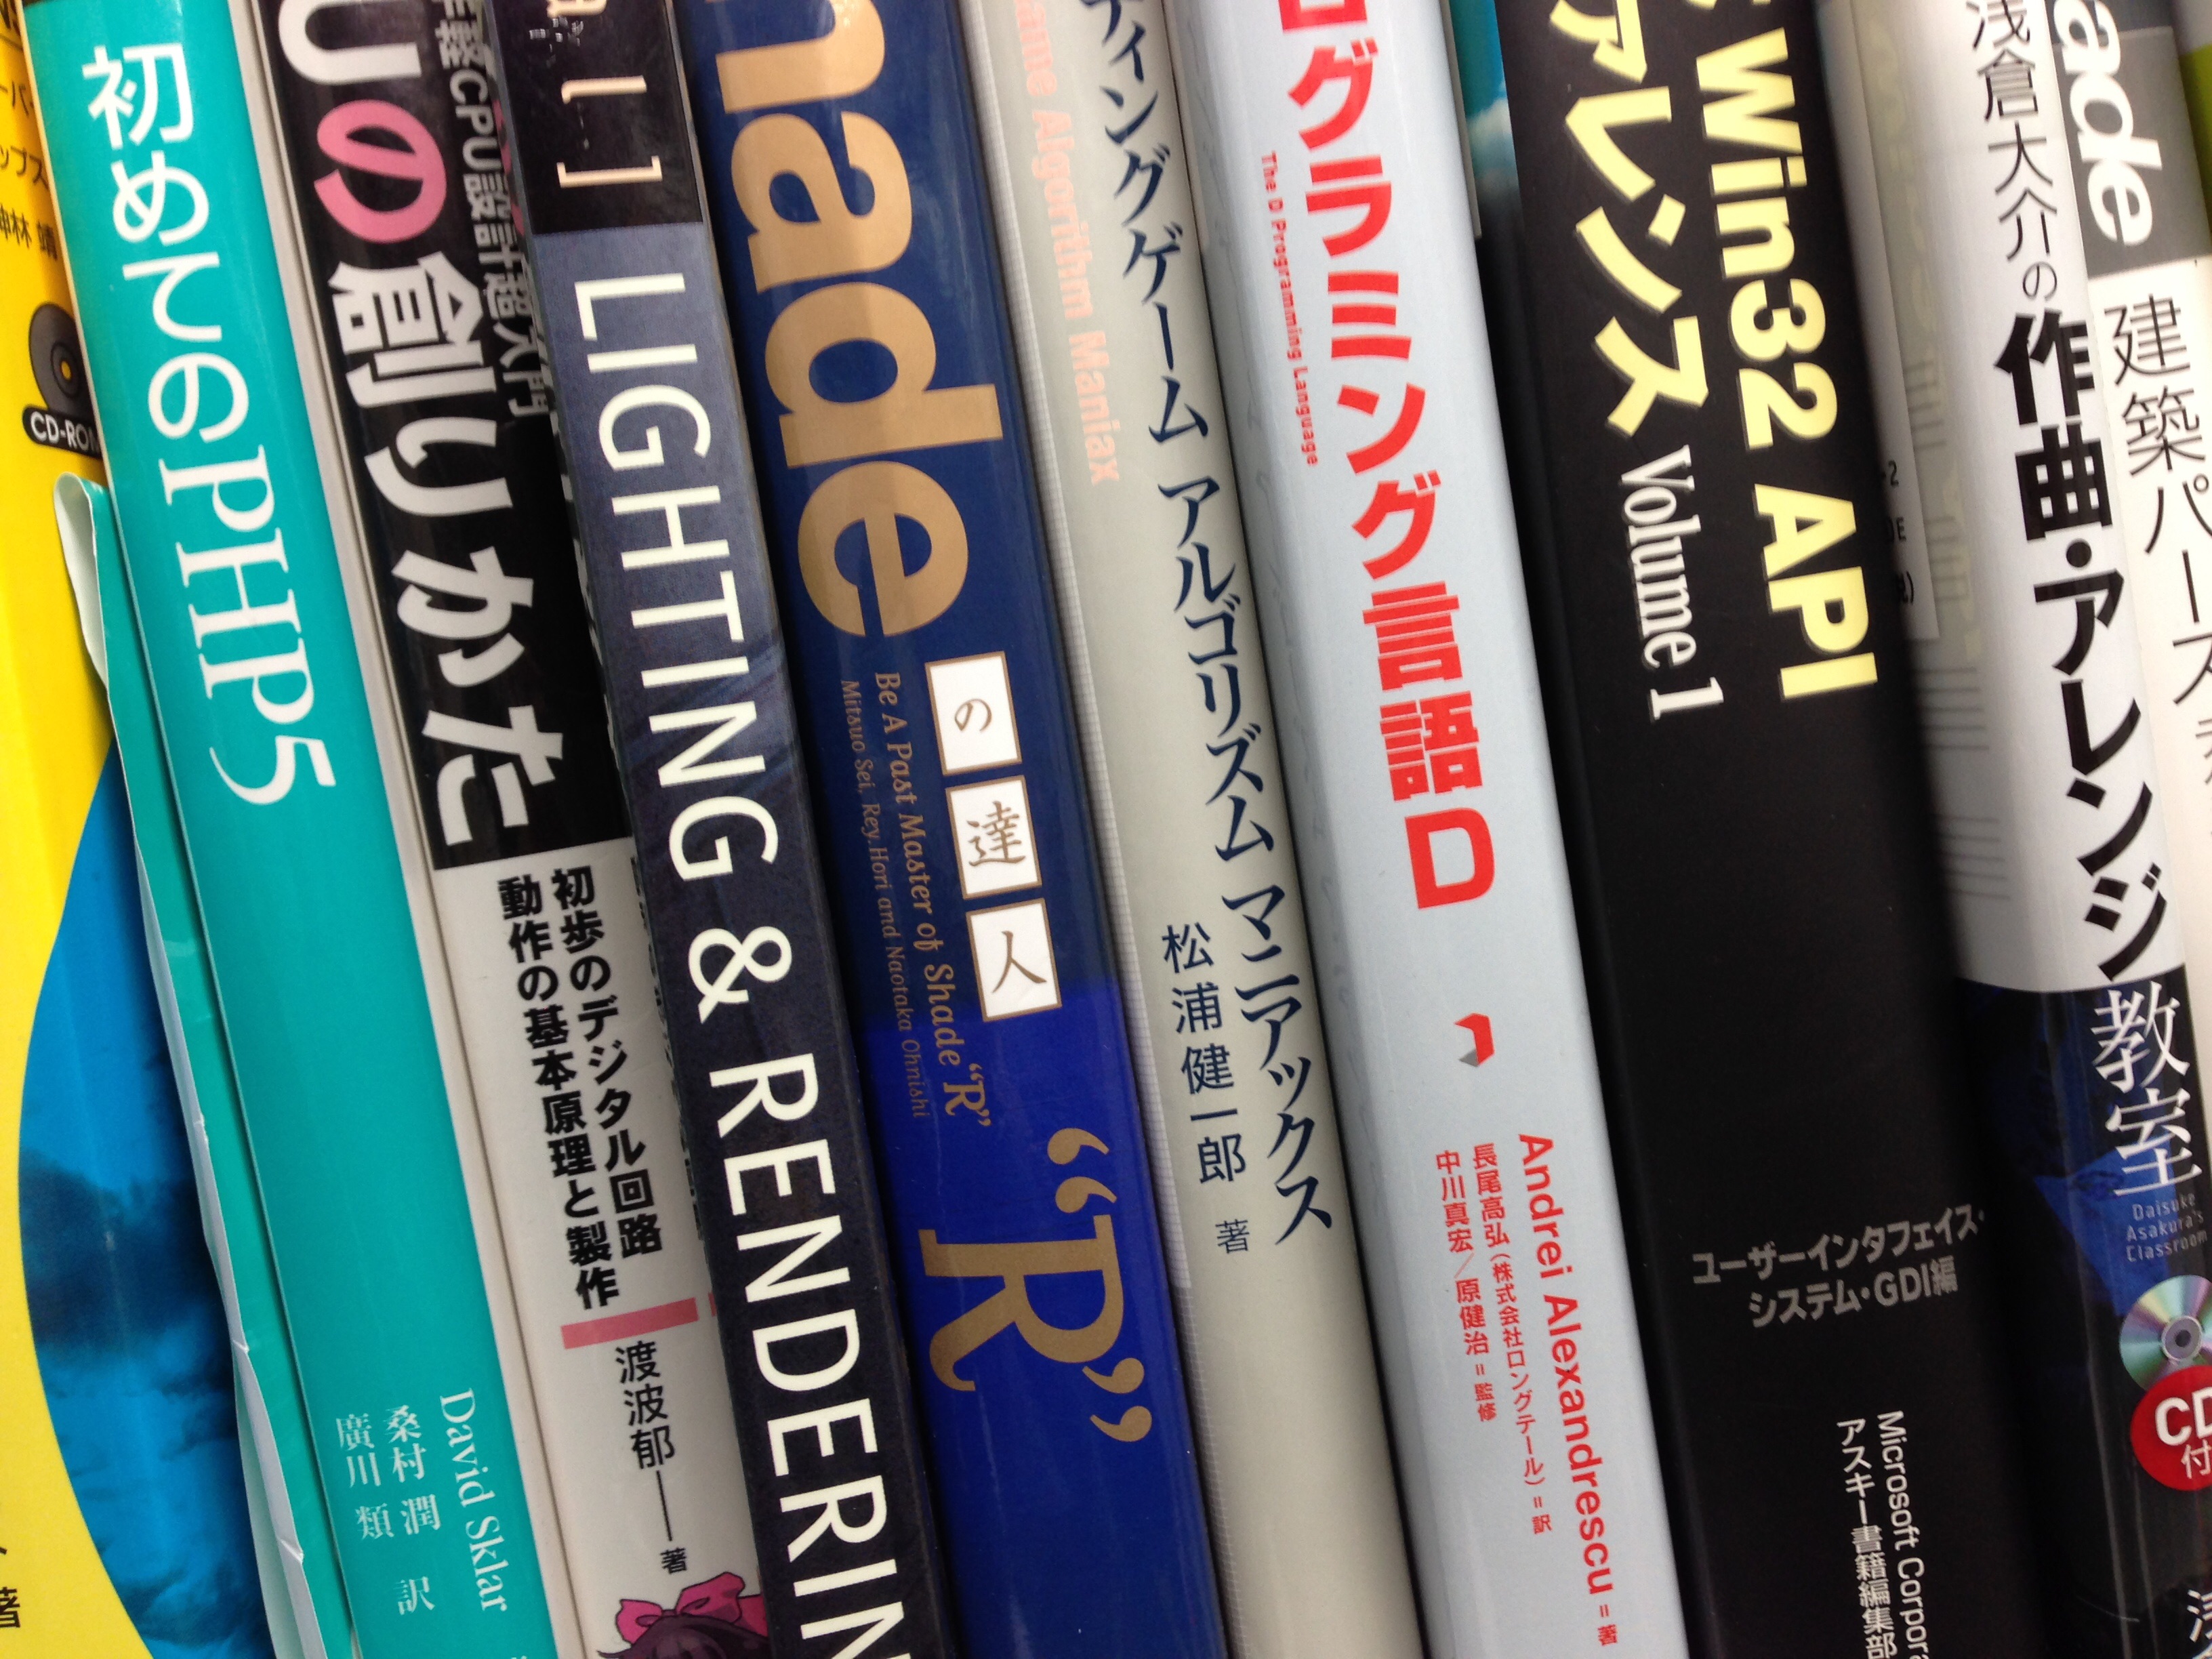 神林 靖
CD-ROM
著
初めてのPHP5
David Sklar
桑村 潤
廣川 類 訳
Uの創りかた
CPU設計超入門
初歩のデジタル回路
動作の基本原理と製作
渡波郁
著
LIGHTING & RENDERIN
hade
の達人
“R”
Be A Past Master of Shade “R”
Mitsuo Sei, Rey.Hori and Naotaka Ohnishi
ティングゲーム アルゴリズム マニアックス
ame Algorithm Maniax
松浦健一郎 著
ログラミング言語D
The D Programming Language
Andrei Alexandrescu=著
長尾高弘(株式会社ロングテール)=訳
中川真宏/原健治=監修
Win32 API
ァレンス Volume 1
ユーザーインタフェイス・
システム・GDI編
Microsoft Corpora
アスキー書籍編集部
浅倉大介の作曲・アレンジ教室
Daisuke
Asakura's
Classroom
CD
付
ade
建築パース